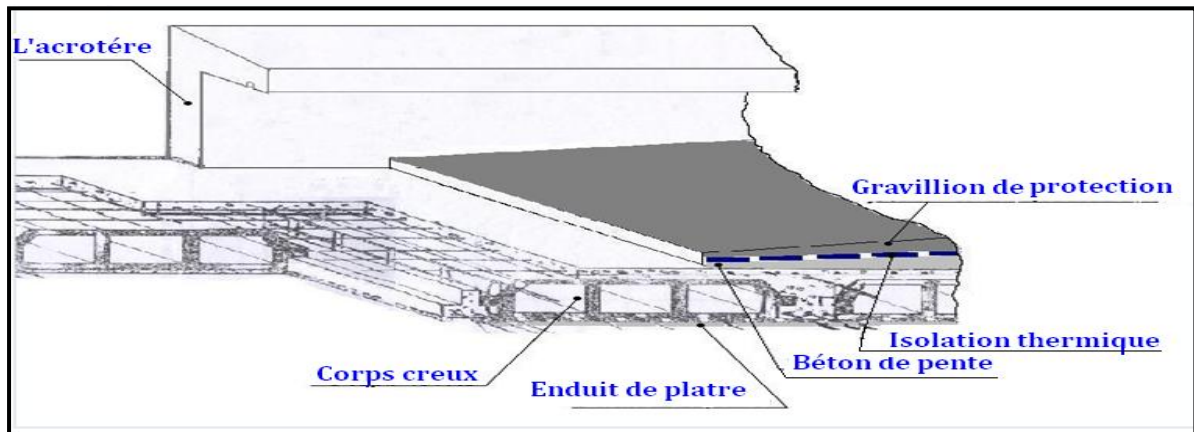 L'acrotére
Gravillion de protection
Isolation thermique
Béton de pente
Corps creux
Enduit de platre